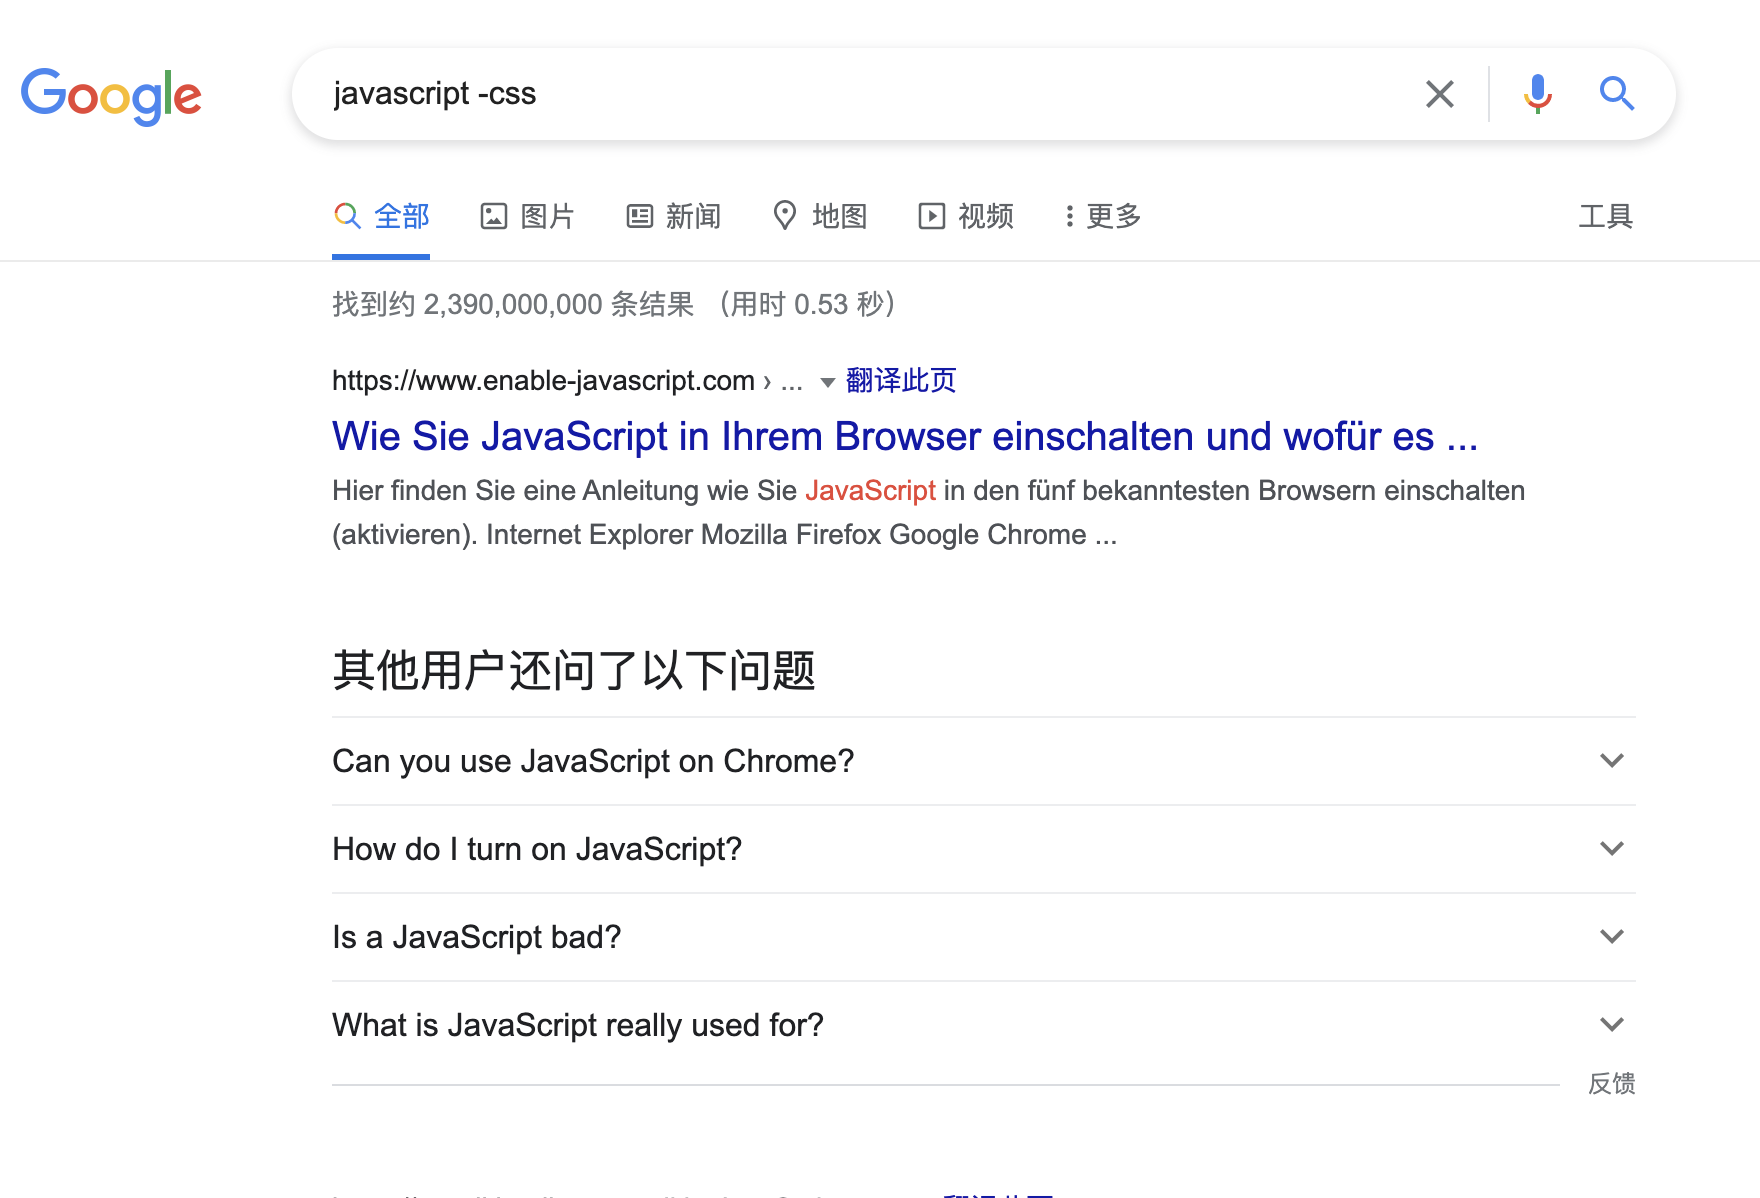 Google
javascript -css
全部 图片 新闻 地图 视频 更多 工具
找到约 2,390,000,000 条结果 （用时 0.53 秒）
https://www.enable-javascript.com › ... 翻译此页
Wie Sie JavaScript in Ihrem Browser einschalten und wofür es ...
Hier finden Sie eine Anleitung wie Sie JavaScript in den fünf bekanntesten Browsern einschalten
(aktivieren). Internet Explorer Mozilla Firefox Google Chrome ...
其他用户还问了以下问题
Can you use JavaScript on Chrome?
How do I turn on JavaScript?
Is a JavaScript bad?
What is JavaScript really used for?
反馈